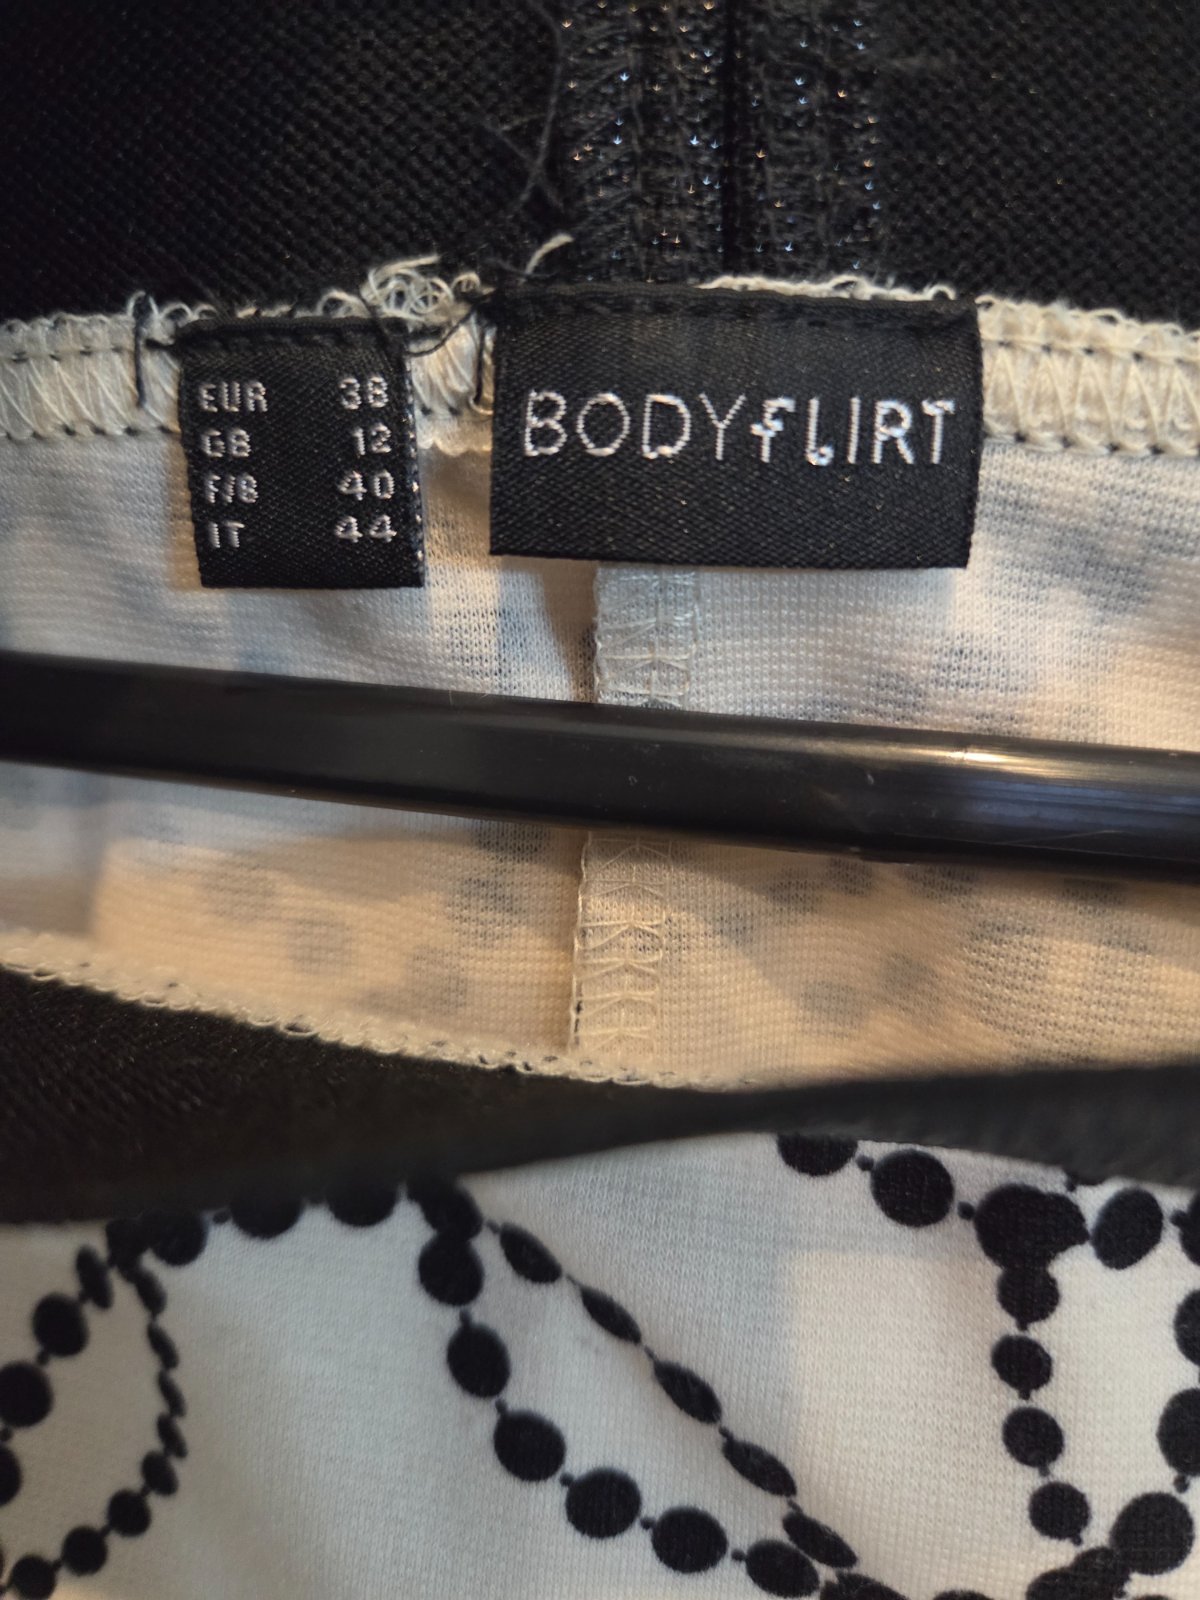 EUR 38
GB 12
F/B 40
IT 44
BODYFLIRT